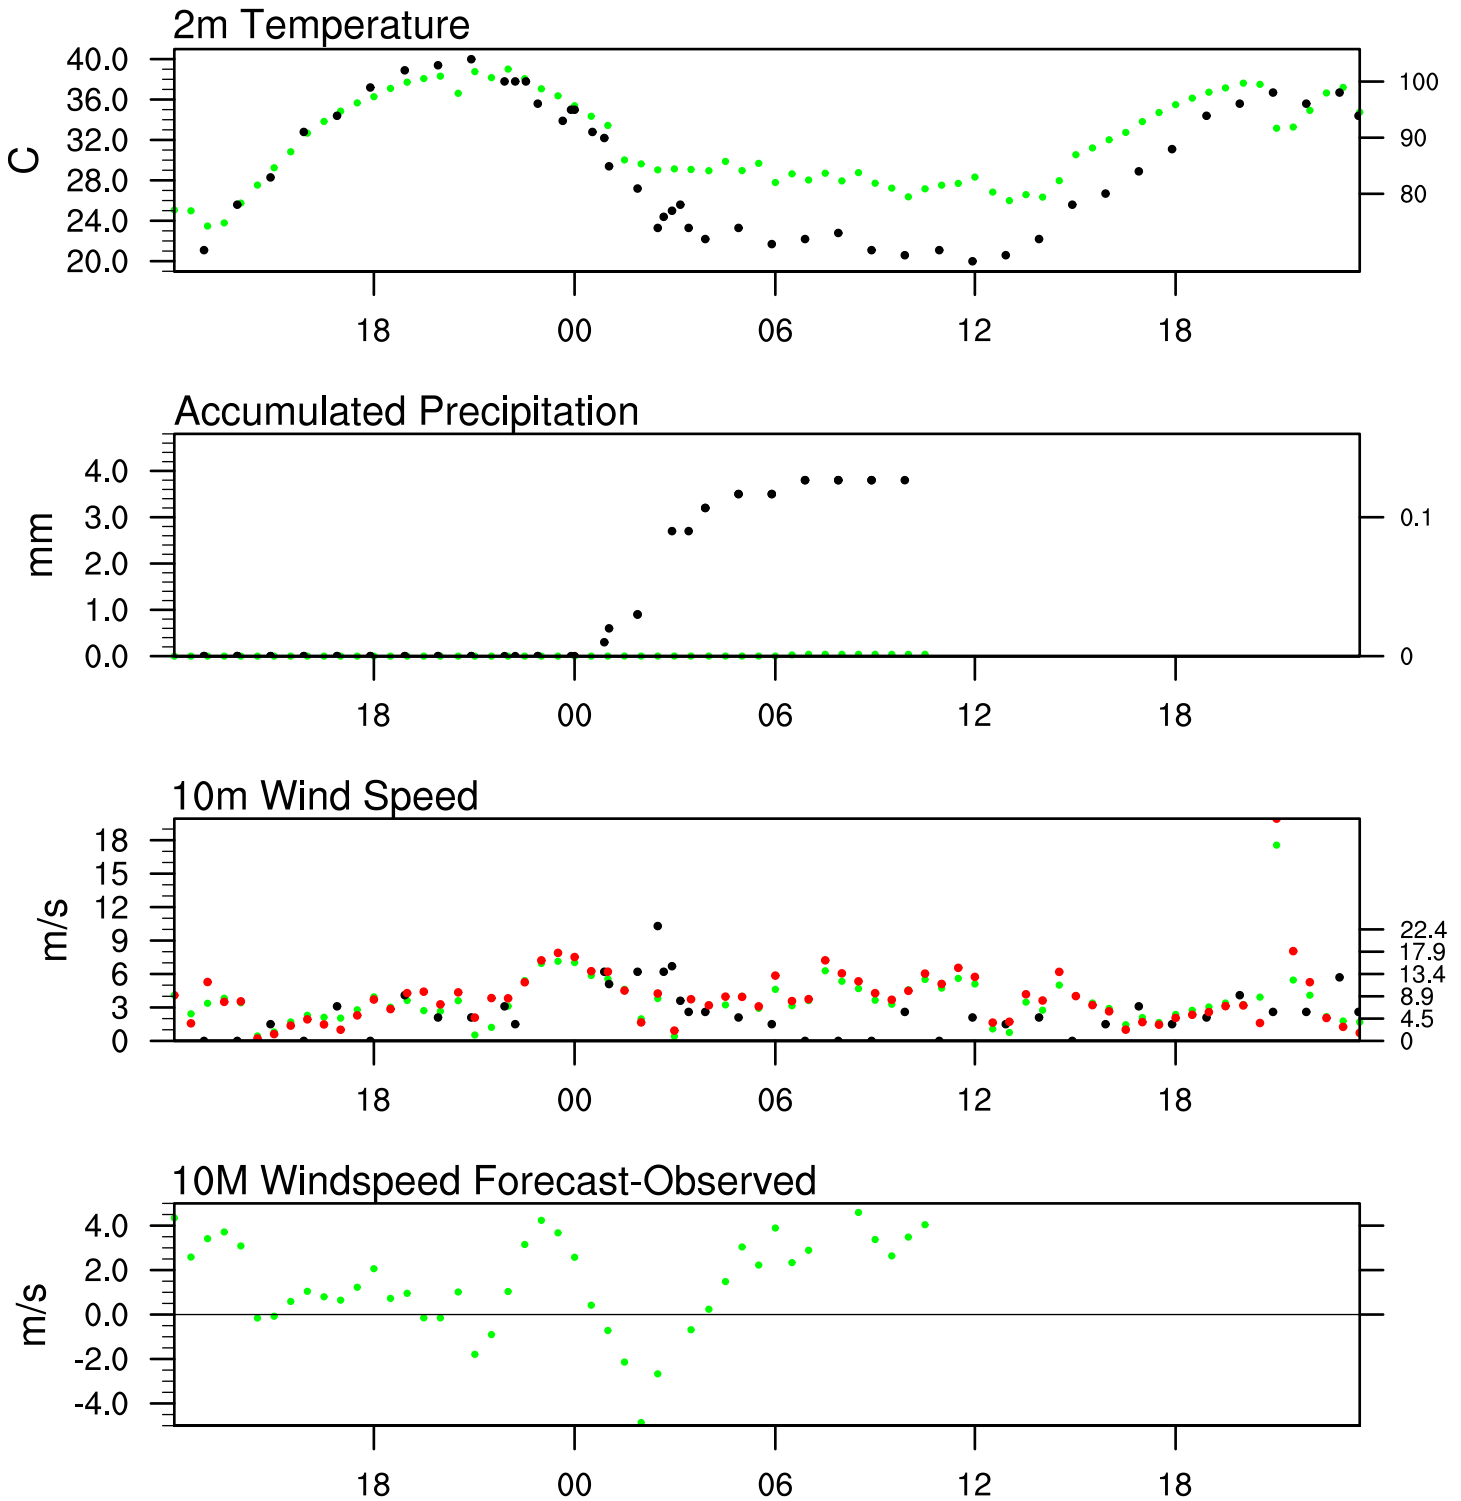 2m Temperature
40.0
36.0
32.0
28.0
24.0
20.0
C
100
90
80
18 00 06 12 18
Accumulated Precipitation
4.0
3.0
2.0
1.0
0.0
mm
0.1
0
18 00 06 12 18
10m Wind Speed
18
15
12
9
6
3
0
m/s
22.4
17.9
13.4
8.9
4.5
0
18 00 06 12 18
10M Windspeed Forecast-Observed
4.0
2.0
0.0
-2.0
-4.0
m/s
18 00 06 12 18